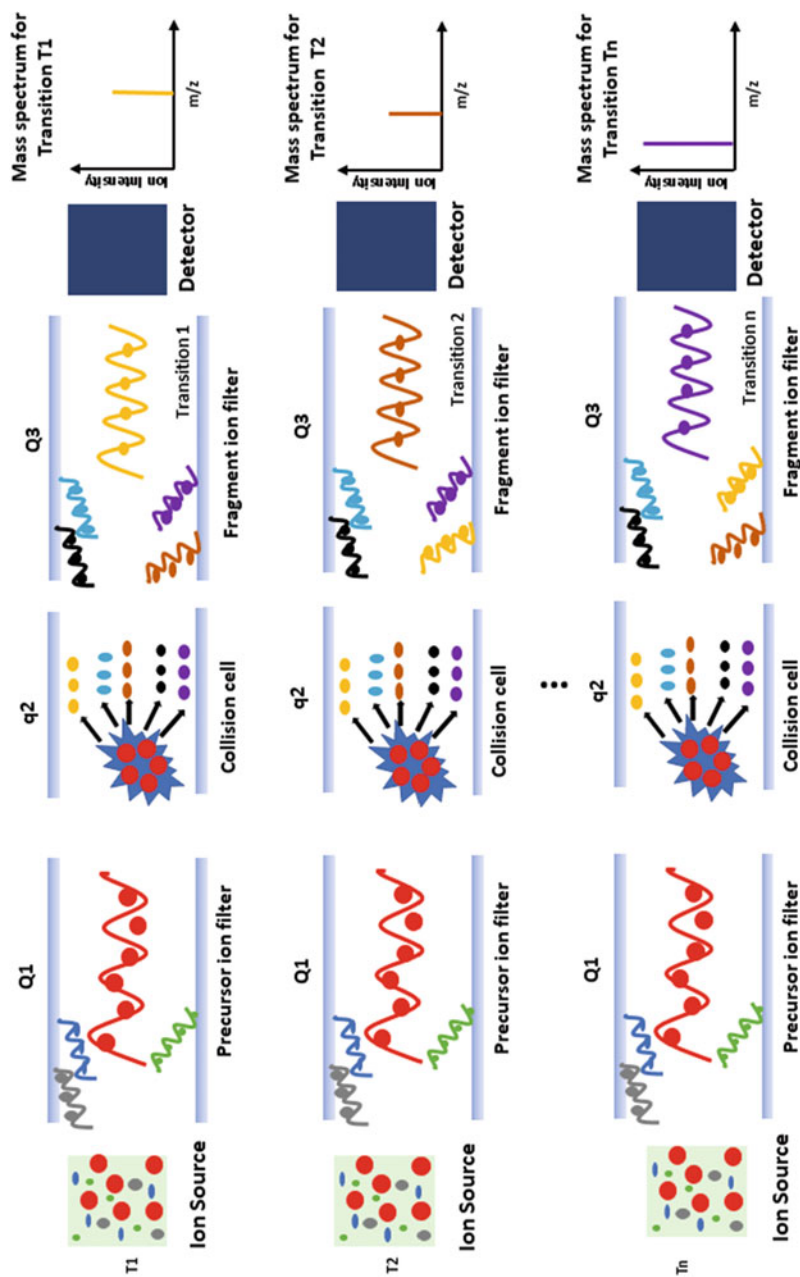 Q1
q2
Q3
Mass spectrum for
Transition T1
T1
Ion Source
Precursor ion filter
Collision cell
Transition 1
Fragment ion filter
Detector
Ion Intensity
m/z
Q1
q2
Q3
Mass spectrum for
Transition T2
T2
Ion Source
Precursor ion filter
Collision cell
Transition 2
Fragment ion filter
Detector
Ion Intensity
m/z
Q1
q2
Q3
Mass spectrum for
Transition Tn
Tn
Ion Source
Precursor ion filter
Collision cell
Transition n
Fragment ion filter
Detector
Ion Intensity
m/z